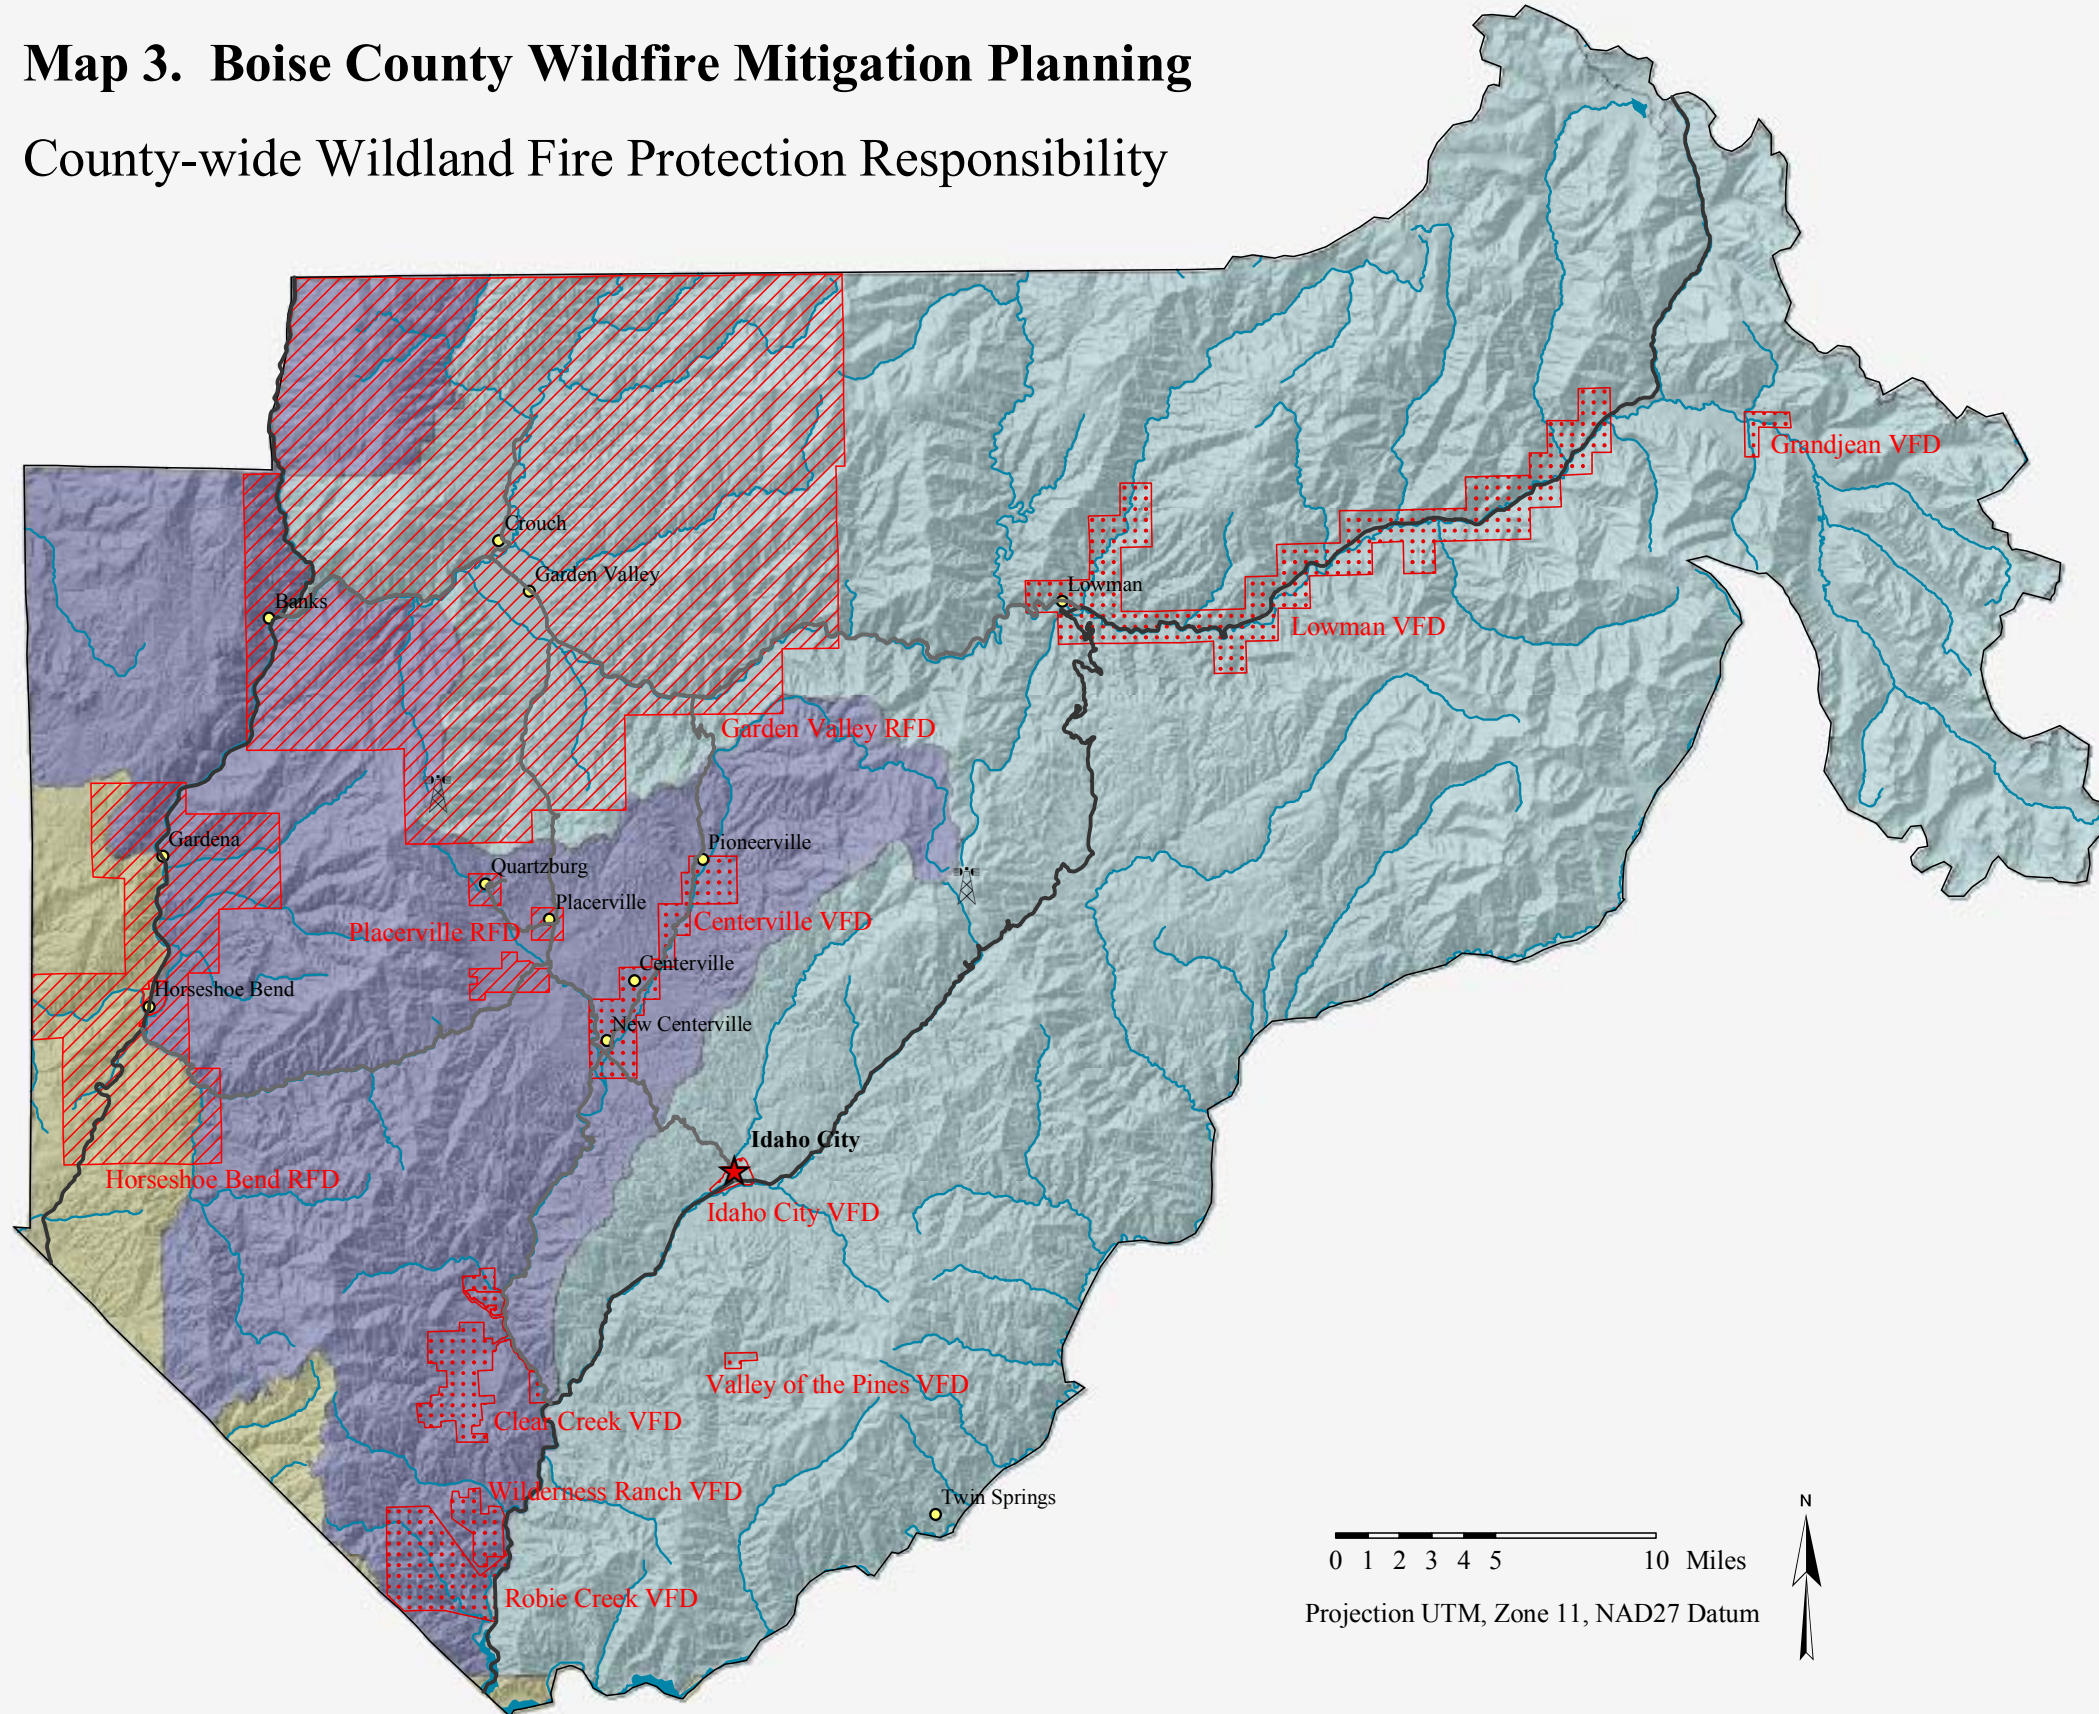 Map 3. Boise County Wildfire Mitigation Planning
County-wide Wildland Fire Protection Responsibility
Grandjean VFD
Crouch
Garden Valley
Lowman
Banks
Lowman VFD
Garden Valley RFD
Gardena
Pioneerville
Quartzburg
Placerville
Placerville RFD
Centerville VFD
Centerville
Horseshoe Bend
New Centerville
Idaho City
Horseshoe Bend RFD
Idaho City VFD
Valley of the Pines VFD
Clear Creek VFD
Wilderness Ranch VFD
Twin Springs
N
0 1 2 3 4 5 10 Miles
Robie Creek VFD
Projection UTM, Zone 11, NAD27 Datum